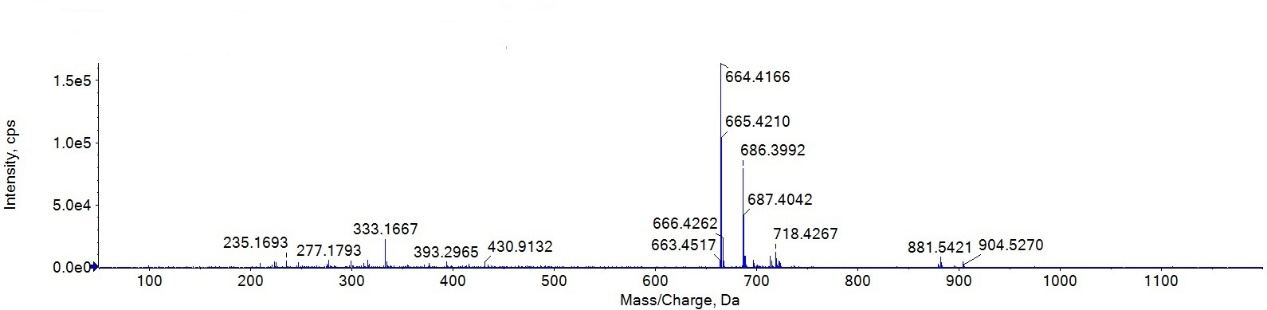 1.5e5
664.4166
665.4210
1.0e5
686.3992
Intensity, cps
687.4042
5.0e4
666.4262
333.1667
718.4267
235.1693
663.4517
277.1793
393.2965
430.9132
881.5421
904.5270
0.0e0
100 200 300 400 500 600 700 800 900 1000 1100
Mass/Charge, Da